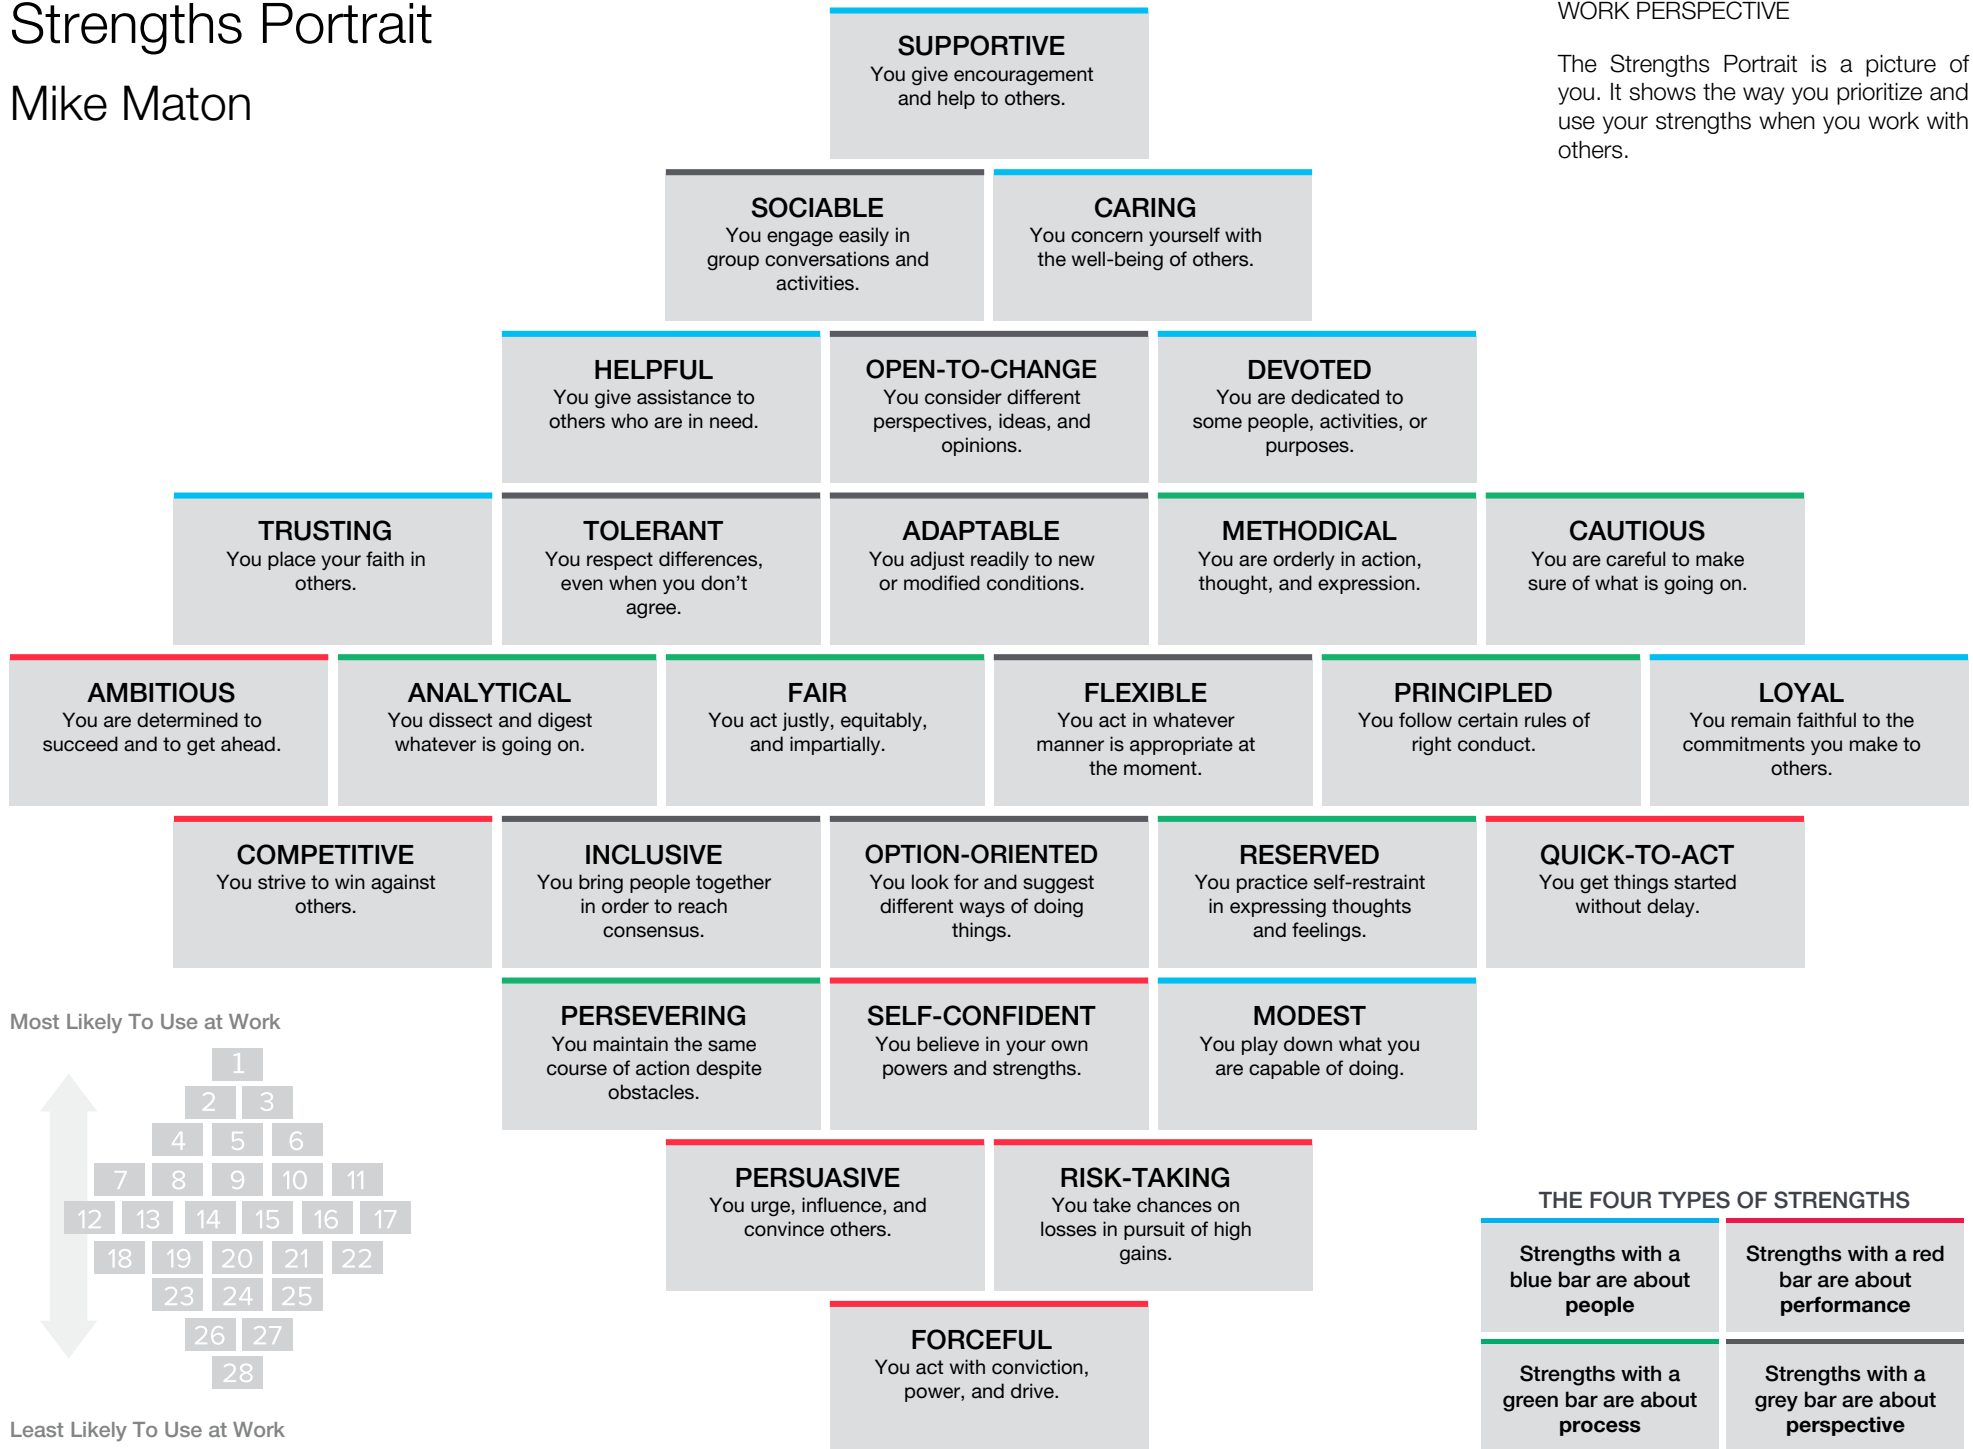 Strengths Portrait
Mike Maton
WORK PERSPECTIVE
The Strengths Portrait is a picture of
you. It shows the way you prioritize and
use your strengths when you work with
others.
SUPPORTIVE
You give encouragement
and help to others.
SOCIABLE
You engage easily in
group conversations and
activities.
CARING
You concern yourself with
the well-being of others.
HELPFUL
You give assistance to
others who are in need.
OPEN-TO-CHANGE
You consider different
perspectives, ideas, and
opinions.
DEVOTED
You are dedicated to
some people, activities, or
purposes.
TRUSTING
You place your faith in
others.
TOLERANT
You respect differences,
even when you don't
agree.
ADAPTABLE
You adjust readily to new
or modified conditions.
METHODICAL
You are orderly in action,
thought, and expression.
CAUTIOUS
You are careful to make
sure of what is going on.
AMBITIOUS
You are determined to
succeed and to get ahead.
ANALYTICAL
You dissect and digest
whatever is going on.
FAIR
You act justly, equitably,
and impartially.
FLEXIBLE
You act in whatever
manner is appropriate at
the moment.
PRINCIPLED
You follow certain rules of
right conduct.
LOYAL
You remain faithful to the
commitments you make to
others.
COMPETITIVE
You strive to win against
others.
INCLUSIVE
You bring people together
in order to reach
consensus.
OPTION-ORIENTED
You look for and suggest
different ways of doing
things.
RESERVED
You practice self-restraint
in expressing thoughts
and feelings.
QUICK-TO-ACT
You get things started
without delay.
PERSEVERING
You maintain the same
course of action despite
obstacles.
SELF-CONFIDENT
You believe in your own
powers and strengths.
MODEST
You play down what you
are capable of doing.
PERSUASIVE
You urge, influence, and
convince others.
RISK-TAKING
You take chances on
losses in pursuit of high
gains.
FORCEFUL
You act with conviction,
power, and drive.
Most Likely To Use at Work
1
2 3
4 5 6
7 8 9 10 11
12 13 14 15 16 17
18 19 20 21 22
23 24 25
26 27
28
Least Likely To Use at Work
THE FOUR TYPES OF STRENGTHS
Strengths with a
blue bar are about
people
Strengths with a red
bar are about
performance
Strengths with a
green bar are about
process
Strengths with a
grey bar are about
perspective